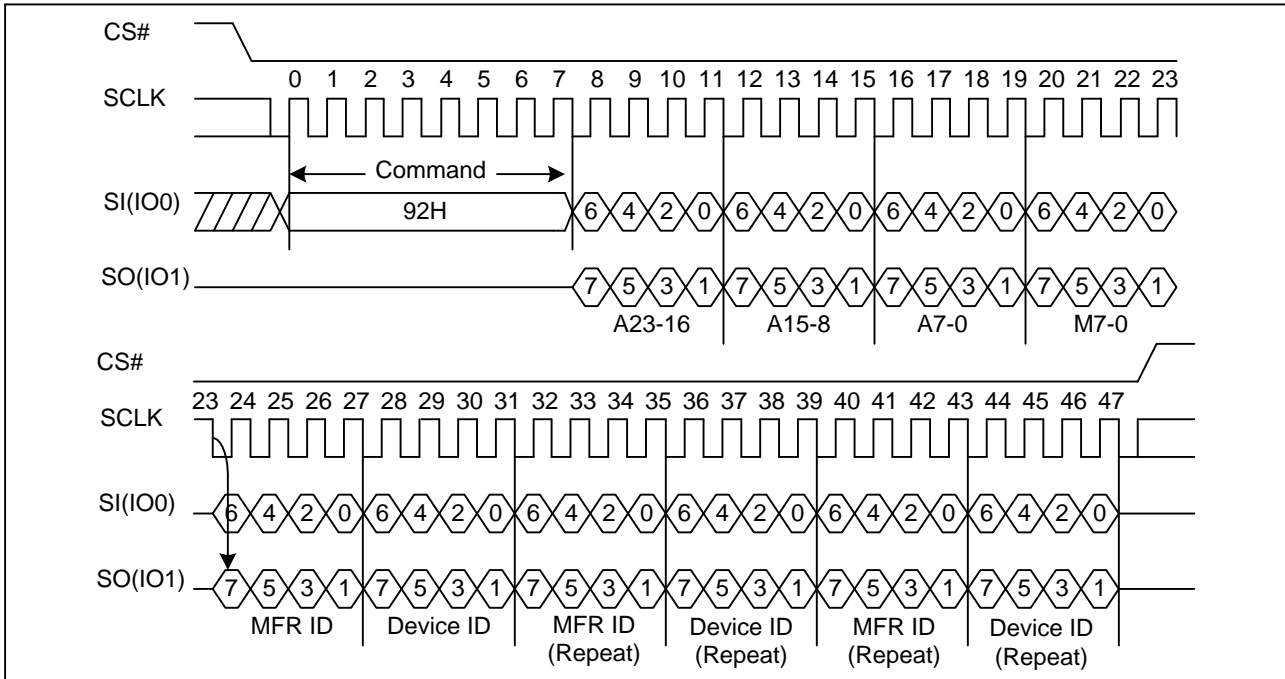 CS#
0 1 2 3 4 5 6 7 8 9 10 11 12 13 14 15 16 17 18 19 20 21 22 23
SCLK
Command
SI(IO0) 92H 6 4 2 0 6 4 2 0 6 4 2 0 6 4 2 0
SO(IO1) 7 5 3 1 7 5 3 1 7 5 3 1 7 5 3 1
A23-16 A15-8 A7-0 M7-0
CS#
23 24 25 26 27 28 29 30 31 32 33 34 35 36 37 38 39 40 41 42 43 44 45 46 47
SCLK
SI(IO0) 6 4 2 0 6 4 2 0 6 4 2 0 6 4 2 0 6 4 2 0 6 4 2 0
SO(IO1) 7 5 3 1 7 5 3 1 7 5 3 1 7 5 3 1 7 5 3 1 7 5 3 1
MFR ID Device ID MFR ID Device ID MFR ID Device ID
(Repeat) (Repeat) (Repeat) (Repeat)